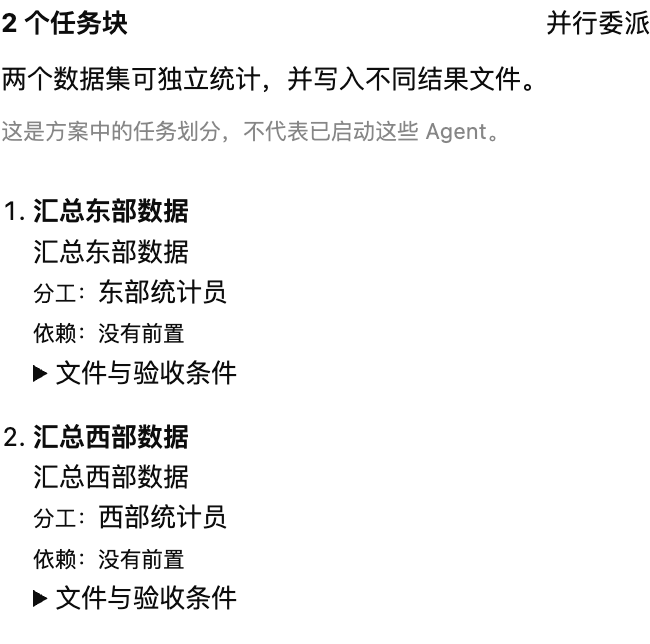 2 个任务块
并行委派
两个数据集可独立统计，并写入不同结果文件。
这是方案中的任务划分，不代表已启动这些 Agent。
1. 汇总东部数据
汇总东部数据
分工：东部统计员
依赖：没有前置
▶ 文件与验收条件
2. 汇总西部数据
汇总西部数据
分工：西部统计员
依赖：没有前置
▶ 文件与验收条件